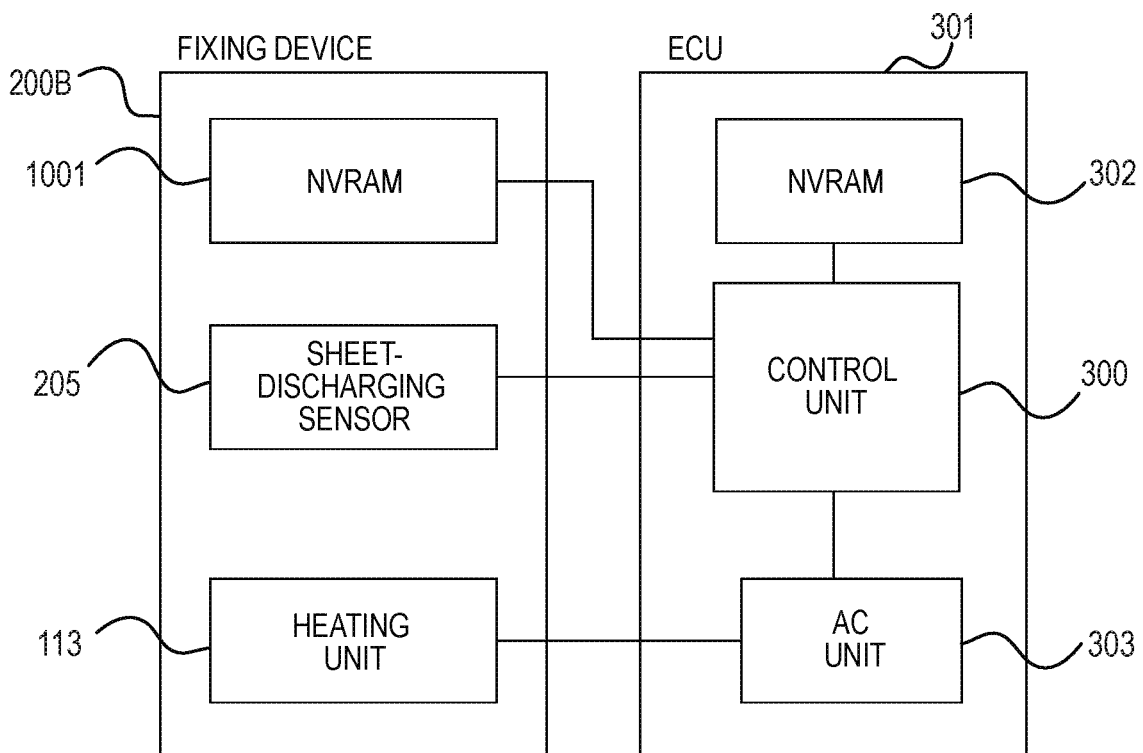 FIXING DEVICE
ECU
301
200B
1001
NVRAM
NVRAM
302
205
SHEET-
DISCHARGING
SENSOR
CONTROL
UNIT
300
113
HEATING
UNIT
AC
UNIT
303